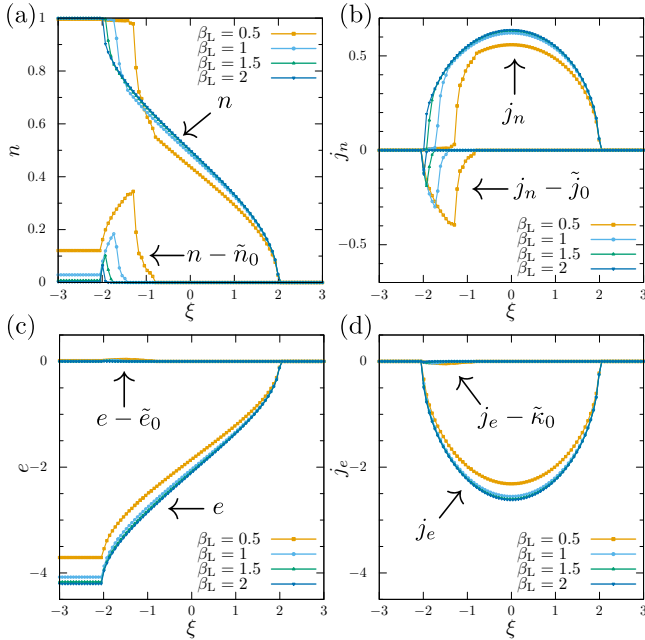 (a)
1
0.8
0.6
0.4
0.2
0
n
β_L = 0.5
β_L = 1
β_L = 1.5
β_L = 2
n
n − ñ_0
−3 −2 −1 0 1 2 3
ξ
(b)
0.5
0
−0.5
j_n
j_n
j_n − j̃_0
β_L = 0.5
β_L = 1
β_L = 1.5
β_L = 2
−3 −2 −1 0 1 2 3
ξ
(c)
0
−2
−4
e
e − ẽ_0
e
β_L = 0.5
β_L = 1
β_L = 1.5
β_L = 2
−3 −2 −1 0 1 2 3
ξ
(d)
0
−2
−4
j_e
j_e − κ̃_0
j_e
β_L = 0.5
β_L = 1
β_L = 1.5
β_L = 2
−3 −2 −1 0 1 2 3
ξ